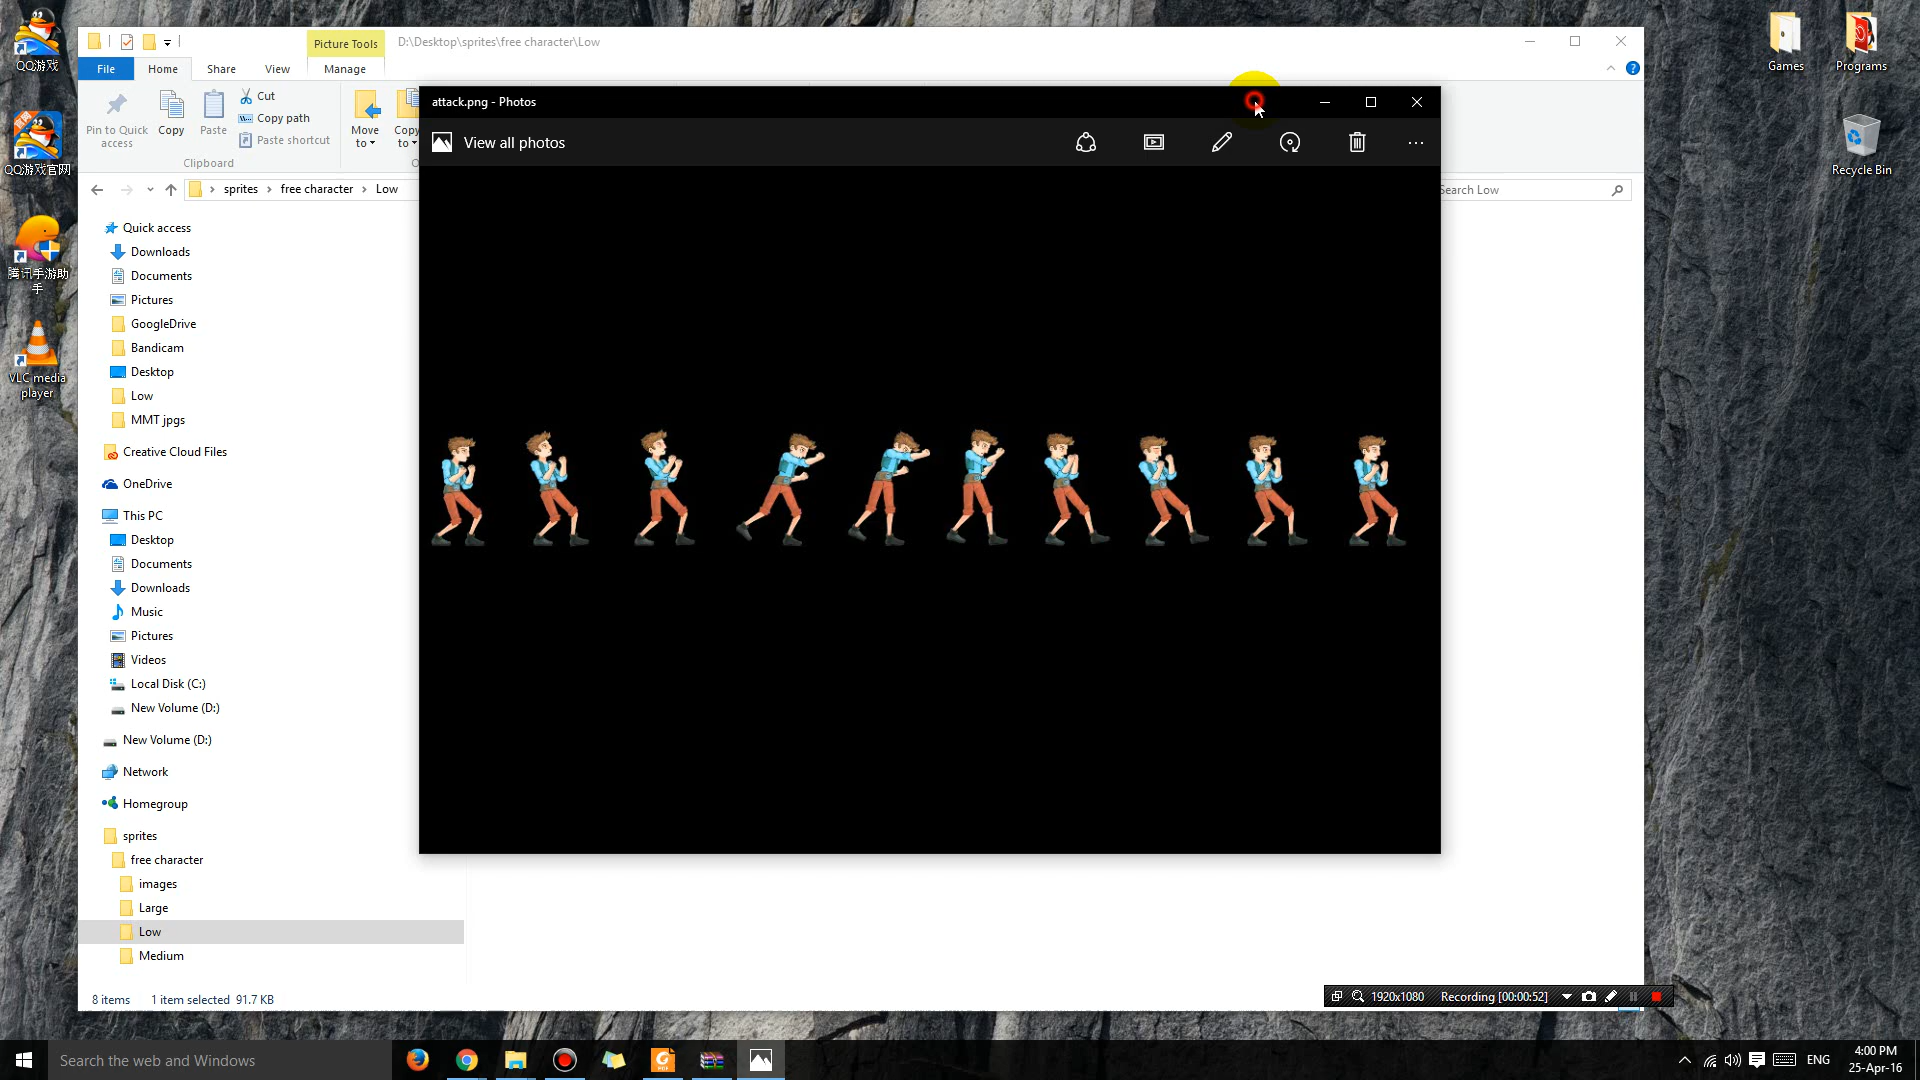 QQ游戏
QQ游戏官网
腾讯手游助
手
VLC media
player
Picture Tools
D:\Desktop\sprites\free character\Low
File
Home
Share
View
Manage
Pin to Quick
access
Copy
Paste
Cut
Copy path
Paste shortcut
Clipboard
Move
to
Copy
to
sprites
free character
Low
Search Low
attack.png - Photos
View all photos
Quick access
Downloads
Documents
Pictures
GoogleDrive
Bandicam
Desktop
Low
MMT jpgs
Creative Cloud Files
OneDrive
This PC
Desktop
Documents
Downloads
Music
Pictures
Videos
Local Disk (C:)
New Volume (D:)
New Volume (D:)
Network
Homegroup
sprites
free character
images
Large
Low
Medium
8 items
1 item selected 91.7 KB
1920x1080
Recording [00:00:52]
Games
Programs
Recycle Bin
Search the web and Windows
ENG
4:00 PM
25-Apr-16